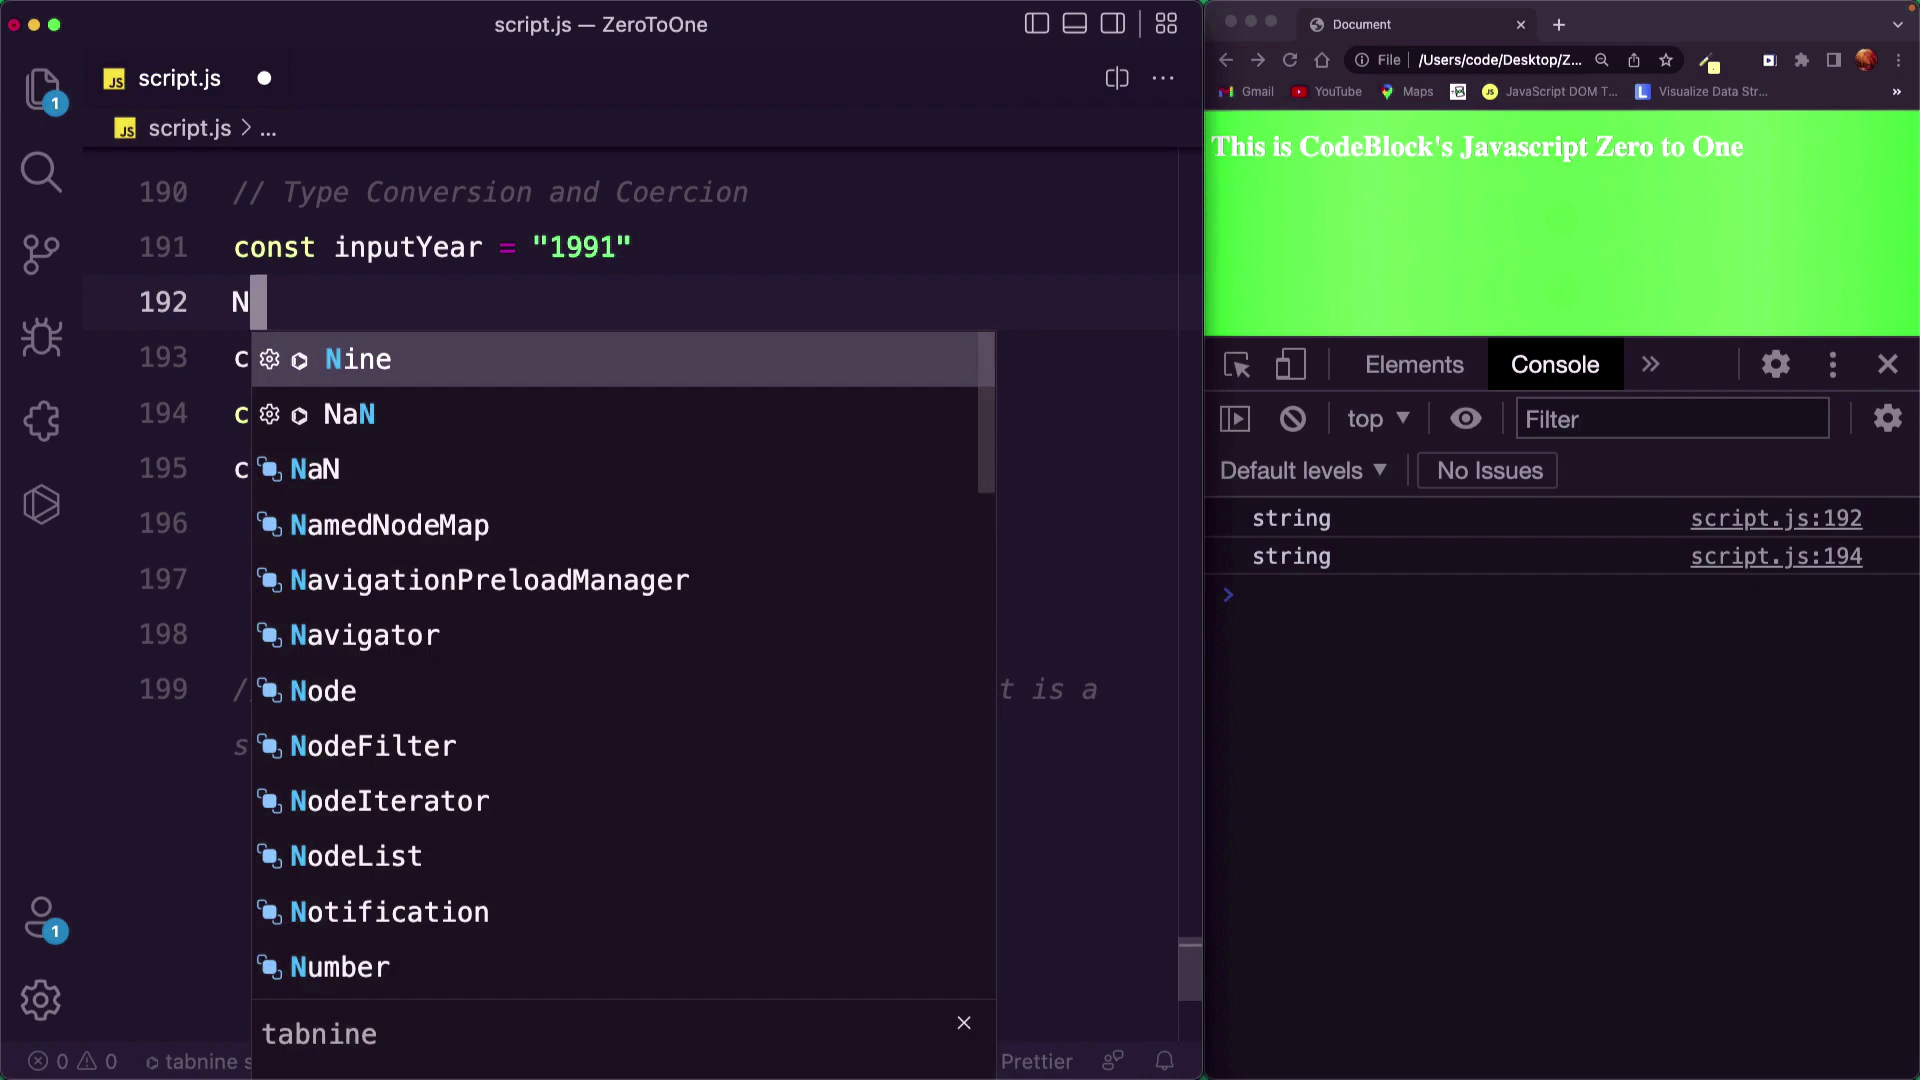 script.js — ZeroToOne
script.js
script.js > ...
1
190 // Type Conversion and Coercion
191 const inputYear = "1991"
192 N
193 c
194 c
195 c
196
197
198
199 // t is a
s
Nine
NaN
NaN
NamedNodeMap
NavigationPreloadManager
Navigator
Node
NodeFilter
NodeIterator
NodeList
Notification
Number
tabnine
1
0 0 tabnine s Prettier
Document
File /Users/code/Desktop/Z...
Gmail YouTube Maps JavaScript DOM T... Visualize Data Str... »
This is CodeBlock's Javascript Zero to One
Elements Console »
top Filter
Default levels No Issues
string script.js:192
string script.js:194
>